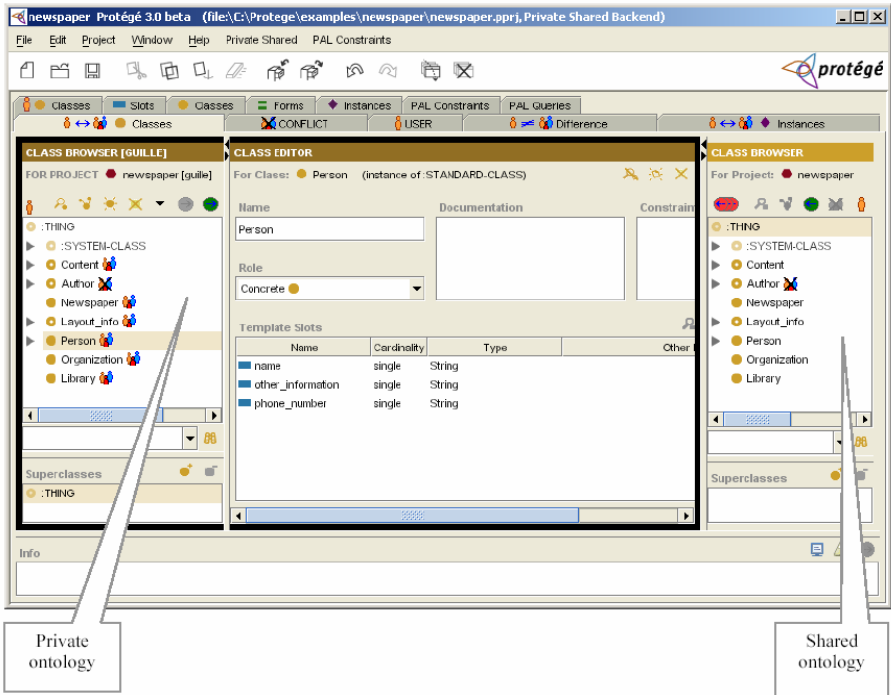 newspaper Protégé 3.0 beta (file:\C:\Protege\examples\newspaper\newspaper.pprj, Private Shared Backend)
File Edit Project Window Help Private Shared PAL Constraints
protégé
Classes Slots Classes Forms Instances PAL Constraints PAL Queries
Classes CONFLICT USER Difference Instances
CLASS BROWSER [GUILLE]
FOR PROJECT newspaper [guille]
:THING
:SYSTEM-CLASS
Content
Author
Newspaper
Layout_info
Person
Organization
Library
Superclasses
:THING
CLASS EDITOR
For Class: Person (instance of :STANDARD-CLASS)
Name Documentation Constrain
Person
Role
Concrete
Template Slots
Name Cardinality Type Other
name single String
other_information single String
phone_number single String
CLASS BROWSER
For Project: newspaper
:THING
:SYSTEM-CLASS
Content
Author
Newspaper
Layout_info
Person
Organization
Library
Superclasses
Info
Private
ontology
Shared
ontology